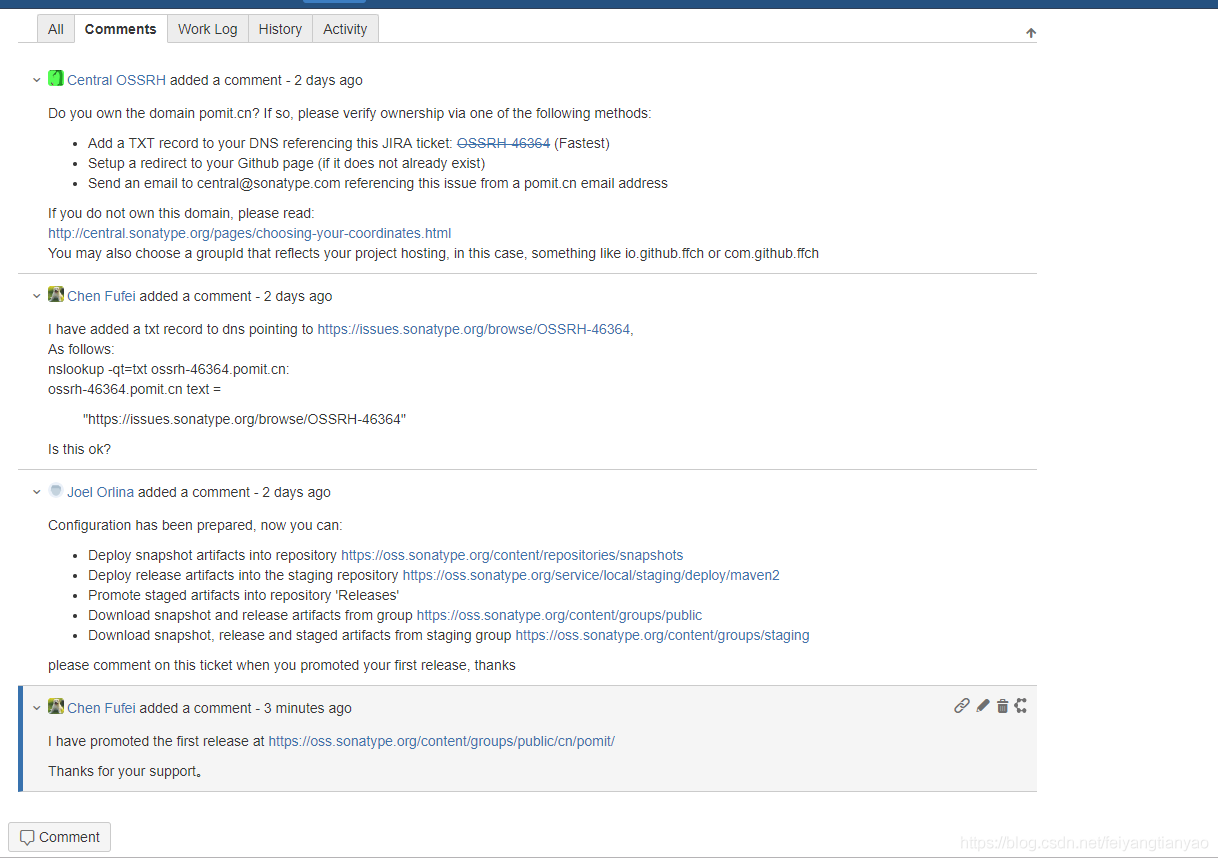 All Comments Work Log History Activity
Central OSSRH added a comment - 2 days ago
Do you own the domain pomit.cn? If so, please verify ownership via one of the following methods:
• Add a TXT record to your DNS referencing this JIRA ticket: OSSRH-46364 (Fastest)
• Setup a redirect to your Github page (if it does not already exist)
• Send an email to central@sonatype.com referencing this issue from a pomit.cn email address
If you do not own this domain, please read:
http://central.sonatype.org/pages/choosing-your-coordinates.html
You may also choose a groupId that reflects your project hosting, in this case, something like io.github.ffch or com.github.ffch
Chen Fufei added a comment - 2 days ago
I have added a txt record to dns pointing to https://issues.sonatype.org/browse/OSSRH-46364,
As follows:
nslookup -qt=txt ossrh-46364.pomit.cn:
ossrh-46364.pomit.cn text =
"https://issues.sonatype.org/browse/OSSRH-46364"
Is this ok?
Joel Orlina added a comment - 2 days ago
Configuration has been prepared, now you can:
• Deploy snapshot artifacts into repository https://oss.sonatype.org/content/repositories/snapshots
• Deploy release artifacts into the staging repository https://oss.sonatype.org/service/local/staging/deploy/maven2
• Promote staged artifacts into repository 'Releases'
• Download snapshot and release artifacts from group https://oss.sonatype.org/content/groups/public
• Download snapshot, release and staged artifacts from staging group https://oss.sonatype.org/content/groups/staging
please comment on this ticket when you promoted your first release, thanks
Chen Fufei added a comment - 3 minutes ago
I have promoted the first release at https://oss.sonatype.org/content/groups/public/cn/pomit/
Thanks for your support。
Comment
https://blog.csdn.net/feiyangtianyao